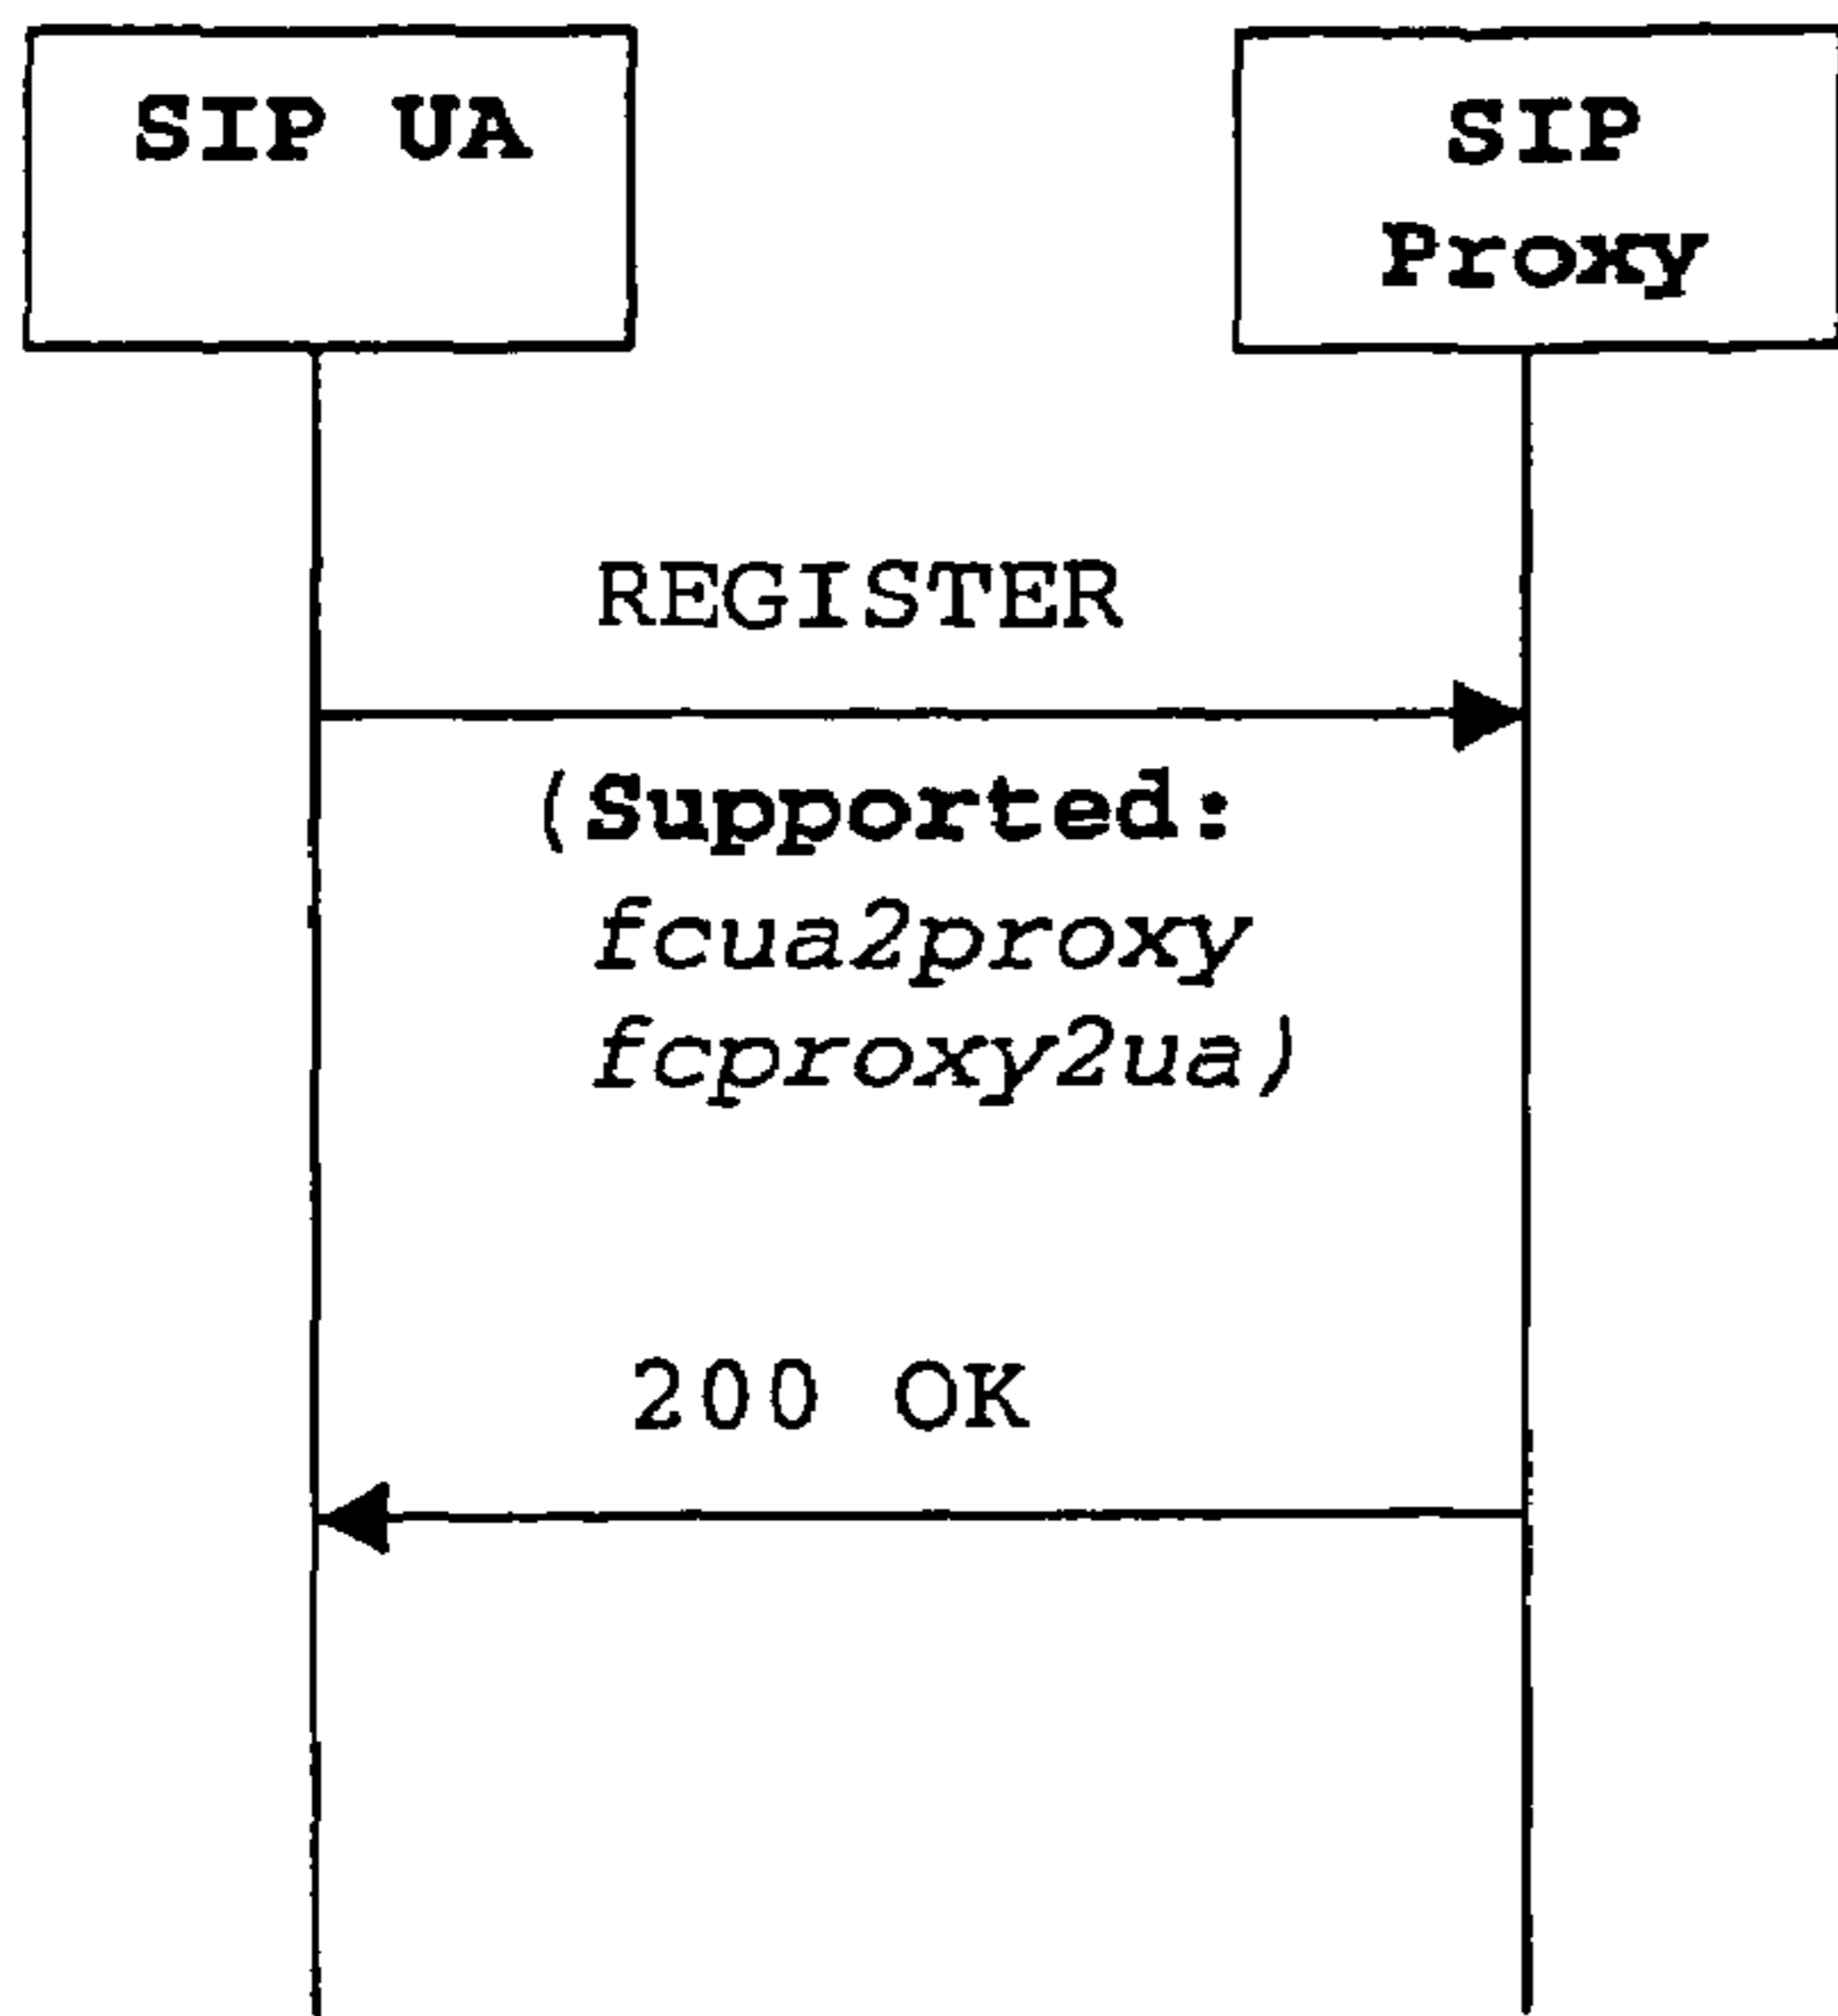 SIP UA
SIP
Proxy
REGISTER
(Supported:
fcua2proxy
fcproxy2ua)
200 OK